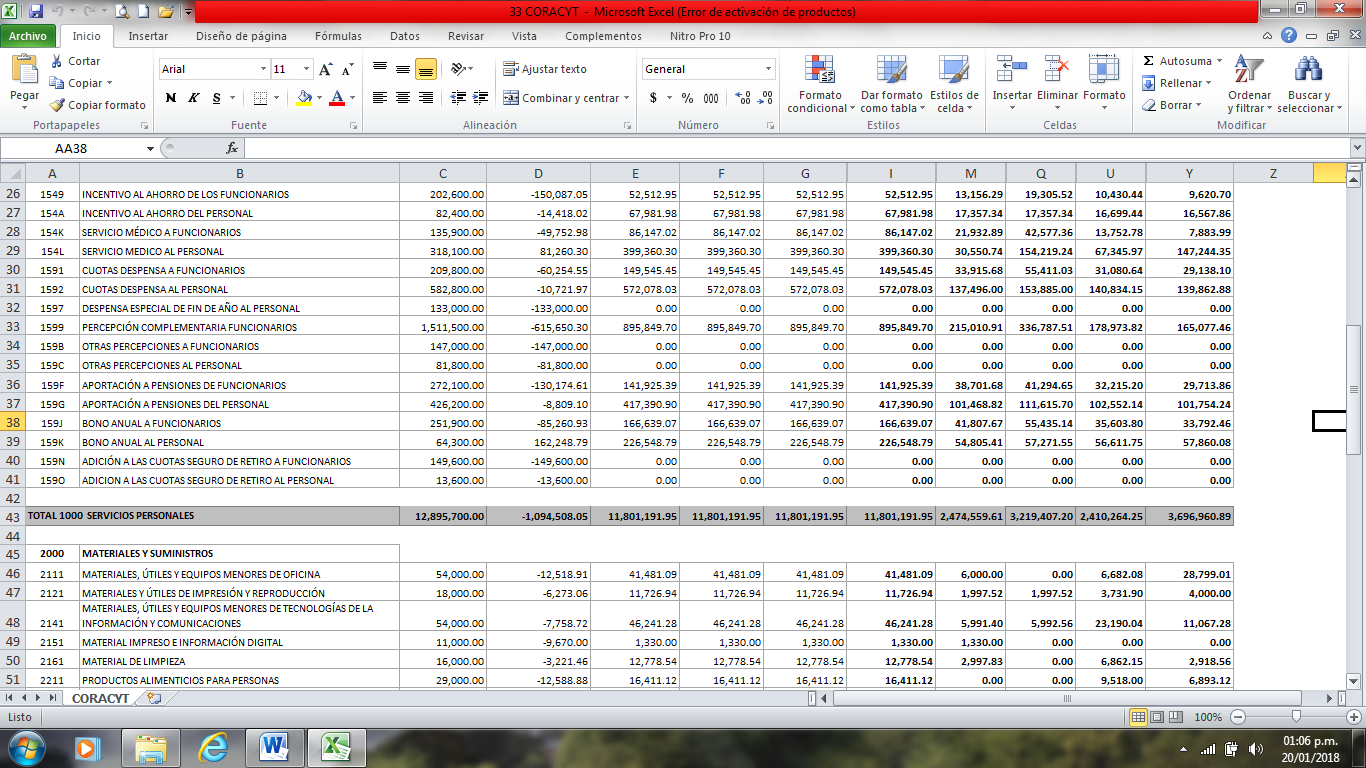 33 CORACYT - Microsoft Excel (Error de activación de productos)
Archivo Inicio Insertar Diseño de página Fórmulas Datos Revisar Vista Complementos Nitro Pro 10
Pegar
Cortar
Copiar
Copiar formato
Portapapeles
Arial 11
N K S
Fuente
Ajustar texto
Combinar y centrar
Alineación
General
$ % 000
Número
Formato condicional
Dar formato como tabla
Estilos de celda
Estilos
Insertar Eliminar Formato
Celdas
Σ Autosuma
Rellenar
Borrar
Ordenar y filtrar
Buscar y seleccionar
Modificar
AA38 fx
A B C D E F G I M Q U Y Z
26 1549 INCENTIVO AL AHORRO DE LOS FUNCIONARIOS 202,600.00 -150,087.05 52,512.95 52,512.95 52,512.95 52,512.95 13,156.29 19,305.52 10,430.44 9,620.70
27 154A INCENTIVO AL AHORRO DEL PERSONAL 82,400.00 -14,418.02 67,981.98 67,981.98 67,981.98 67,981.98 17,357.34 17,357.34 16,699.44 16,567.86
28 154K SERVICIO MÉDICO A FUNCIONARIOS 135,900.00 -49,752.98 86,147.02 86,147.02 86,147.02 86,147.02 21,932.89 42,577.36 13,752.78 7,883.99
29 154L SERVICIO MEDICO AL PERSONAL 318,100.00 81,260.30 399,360.30 399,360.30 399,360.30 399,360.30 30,550.74 154,219.24 67,345.97 147,244.35
30 1591 CUOTAS DESPENSA A FUNCIONARIOS 209,800.00 -60,254.55 149,545.45 149,545.45 149,545.45 149,545.45 33,915.68 55,411.03 31,080.64 29,138.10
31 1592 CUOTAS DESPENSA AL PERSONAL 582,800.00 -10,721.97 572,078.03 572,078.03 572,078.03 572,078.03 137,496.00 153,885.00 140,834.15 139,862.88
32 1597 DESPENSA ESPECIAL DE FIN DE AÑO AL PERSONAL 133,000.00 -133,000.00 0.00 0.00 0.00 0.00 0.00 0.00 0.00 0.00
33 1599 PERCEPCIÓN COMPLEMENTARIA FUNCIONARIOS 1,511,500.00 -615,650.30 895,849.70 895,849.70 895,849.70 895,849.70 215,010.91 336,787.51 178,973.82 165,077.46
34 159B OTRAS PERCEPCIONES A FUNCIONARIOS 147,000.00 -147,000.00 0.00 0.00 0.00 0.00 0.00 0.00 0.00 0.00
35 159C OTRAS PERCEPCIONES AL PERSONAL 81,800.00 -81,800.00 0.00 0.00 0.00 0.00 0.00 0.00 0.00 0.00
36 159F APORTACIÓN A PENSIONES DE FUNCIONARIOS 272,100.00 -130,174.61 141,925.39 141,925.39 141,925.39 141,925.39 38,701.68 41,294.65 32,215.20 29,713.86
37 159G APORTACIÓN A PENSIONES DEL PERSONAL 426,200.00 -8,809.10 417,390.90 417,390.90 417,390.90 417,390.90 101,468.82 111,615.70 102,552.14 101,754.24
38 159J BONO ANUAL A FUNCIONARIOS 251,900.00 -85,260.93 166,639.07 166,639.07 166,639.07 166,639.07 41,807.67 55,435.14 35,603.80 33,792.46
39 159K BONO ANUAL AL PERSONAL 64,300.00 162,248.79 226,548.79 226,548.79 226,548.79 226,548.79 54,805.41 57,271.55 56,611.75 57,860.08
40 159N ADICIÓN A LAS CUOTAS SEGURO DE RETIRO A FUNCIONARIOS 149,600.00 -149,600.00 0.00 0.00 0.00 0.00 0.00 0.00 0.00 0.00
41 159O ADICION A LAS CUOTAS SEGURO DE RETIRO AL PERSONAL 13,600.00 -13,600.00 0.00 0.00 0.00 0.00 0.00 0.00 0.00 0.00
42
43 TOTAL 1000 SERVICIOS PERSONALES 12,895,700.00 -1,094,508.05 11,801,191.95 11,801,191.95 11,801,191.95 11,801,191.95 2,474,559.61 3,219,407.20 2,410,264.25 3,696,960.89
44
45 2000 MATERIALES Y SUMINISTROS
46 2111 MATERIALES, ÚTILES Y EQUIPOS MENORES DE OFICINA 54,000.00 -12,518.91 41,481.09 41,481.09 41,481.09 41,481.09 6,000.00 0.00 6,682.08 28,799.01
47 2121 MATERIALES Y ÚTILES DE IMPRESIÓN Y REPRODUCCIÓN 18,000.00 -6,273.06 11,726.94 11,726.94 11,726.94 11,726.94 1,997.52 1,997.52 3,731.90 4,000.00
MATERIALES, ÚTILES Y EQUIPOS MENORES DE TECNOLOGÍAS DE LA
48 2141 INFORMACIÓN Y COMUNICACIONES 54,000.00 -7,758.72 46,241.28 46,241.28 46,241.28 46,241.28 5,991.40 5,992.56 23,190.04 11,067.28
49 2151 MATERIAL IMPRESO E INFORMACIÓN DIGITAL 11,000.00 -9,670.00 1,330.00 1,330.00 1,330.00 1,330.00 1,330.00 0.00 0.00 0.00
50 2161 MATERIAL DE LIMPIEZA 16,000.00 -3,221.46 12,778.54 12,778.54 12,778.54 12,778.54 2,997.83 0.00 6,862.15 2,918.56
51 2211 PRODUCTOS ALIMENTICIOS PARA PERSONAS 29,000.00 -12,588.88 16,411.12 16,411.12 16,411.12 16,411.12 0.00 0.00 9,518.00 6,893.12
CORACYT
Listo 100%
01:06 p.m.
20/01/2018